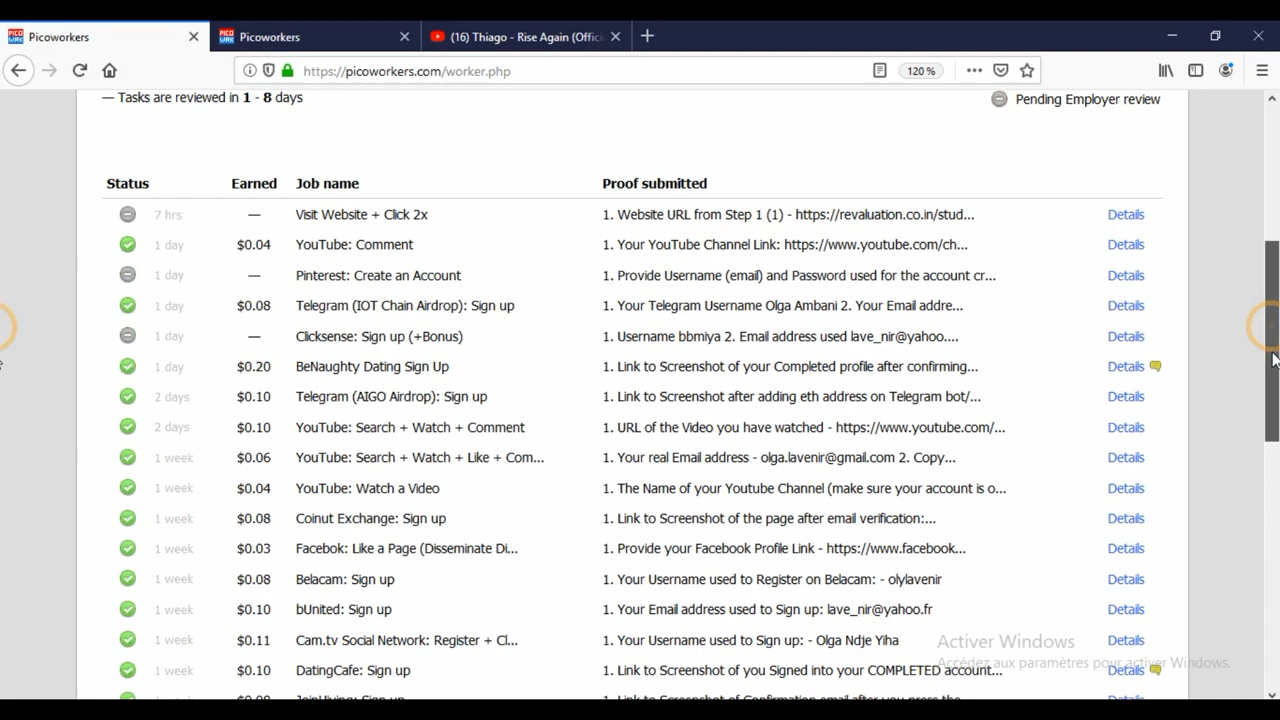 Picoworkers
Picoworkers
(16) Thiago - Rise Again (Offici
https://picoworkers.com/worker.php
120 %
— Tasks are reviewed in 1 - 8 days
Pending Employer review
Status Earned Job name Proof submitted
7 hrs — Visit Website + Click 2x 1. Website URL from Step 1 (1) - https://revaluation.co.in/stud... Details
1 day $0.04 YouTube: Comment 1. Your YouTube Channel Link: https://www.youtube.com/ch... Details
1 day — Pinterest: Create an Account 1. Provide Username (email) and Password used for the account cr... Details
1 day $0.08 Telegram (IOT Chain Airdrop): Sign up 1. Your Telegram Username Olga Ambani 2. Your Email addre... Details
1 day — Clicksense: Sign up (+Bonus) 1. Username bbmiya 2. Email address used lave_nir@yahoo.... Details
1 day $0.20 BeNaughty Dating Sign Up 1. Link to Screenshot of your Completed profile after confirming... Details
2 days $0.10 Telegram (AIGO Airdrop): Sign up 1. Link to Screenshot after adding eth address on Telegram bot/... Details
2 days $0.10 YouTube: Search + Watch + Comment 1. URL of the Video you have watched - https://www.youtube.com/... Details
1 week $0.06 YouTube: Search + Watch + Like + Com... 1. Your real Email address - olga.lavenir@gmail.com 2. Copy... Details
1 week $0.04 YouTube: Watch a Video 1. The Name of your Youtube Channel (make sure your account is o... Details
1 week $0.08 Coinut Exchange: Sign up 1. Link to Screenshot of the page after email verification:... Details
1 week $0.03 Facebok: Like a Page (Disseminate Di... 1. Provide your Facebook Profile Link - https://www.facebook... Details
1 week $0.08 Belacam: Sign up 1. Your Username used to Register on Belacam: - olylavenir Details
1 week $0.10 bUnited: Sign up 1. Your Email address used to Sign up: lave_nir@yahoo.fr Details
1 week $0.11 Cam.tv Social Network: Register + Cl... 1. Your Username used to Sign up: - Olga Ndje Yiha Details
Activer Windows
Accédez aux paramètres pour activer Windows.
1 week $0.10 DatingCafe: Sign up 1. Link to Screenshot of you Signed into your COMPLETED account... Details